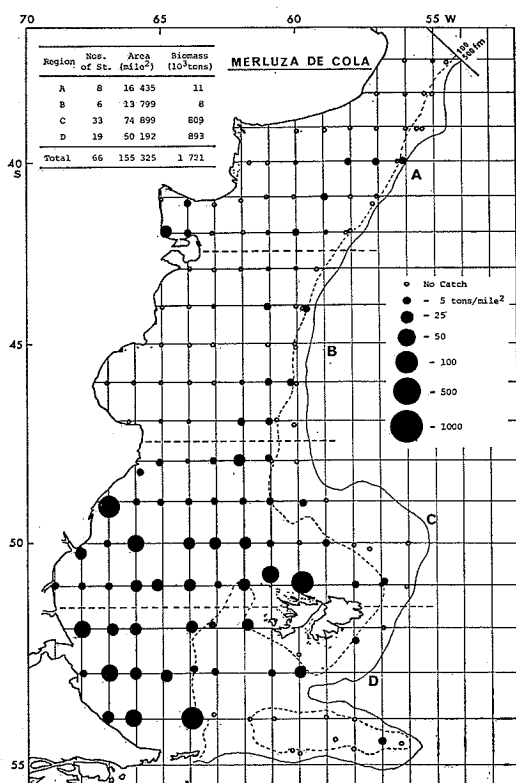 70 65 60 55 W
100
500 fm
MERLUZA DE COLA
Region Nos. of St. Area (mile2) Biomass (10³tons)
A 8 16 435 11
B 6 13 799 8
C 33 74 899 809
D 19 50 192 893
Total 66 155 325 1 721
40
S
A
No Catch
- 5 tons/mile2
- 25
- 50
- 100
- 500
- 1000
45
B
C
50
D
55